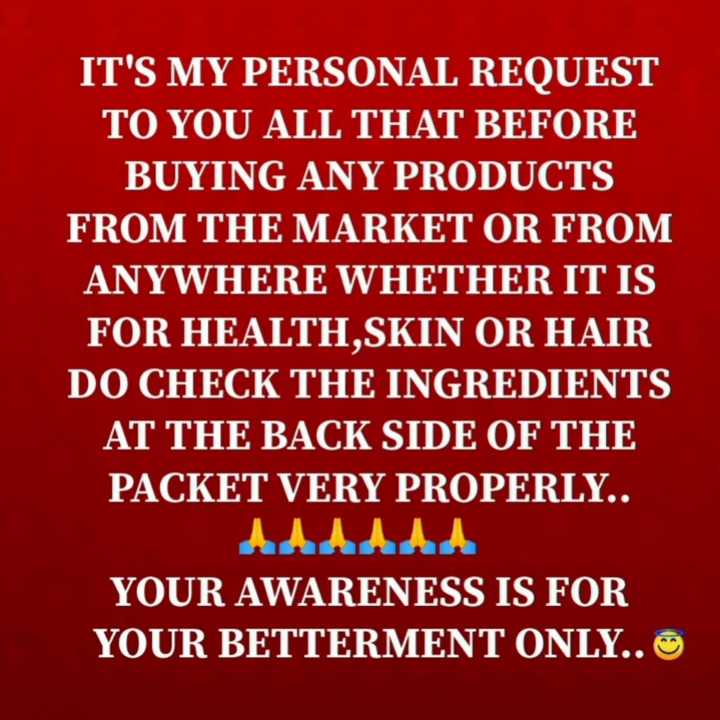 IT'S MY PERSONAL REQUEST
TO YOU ALL THAT BEFORE
BUYING ANY PRODUCTS
FROM THE MARKET OR FROM
ANYWHERE WHETHER IT IS
FOR HEALTH,SKIN OR HAIR
DO CHECK THE INGREDIENTS
AT THE BACK SIDE OF THE
PACKET VERY PROPERLY..
🙏🙏🙏🙏🙏🙏
YOUR AWARENESS IS FOR
YOUR BETTERMENT ONLY..😇